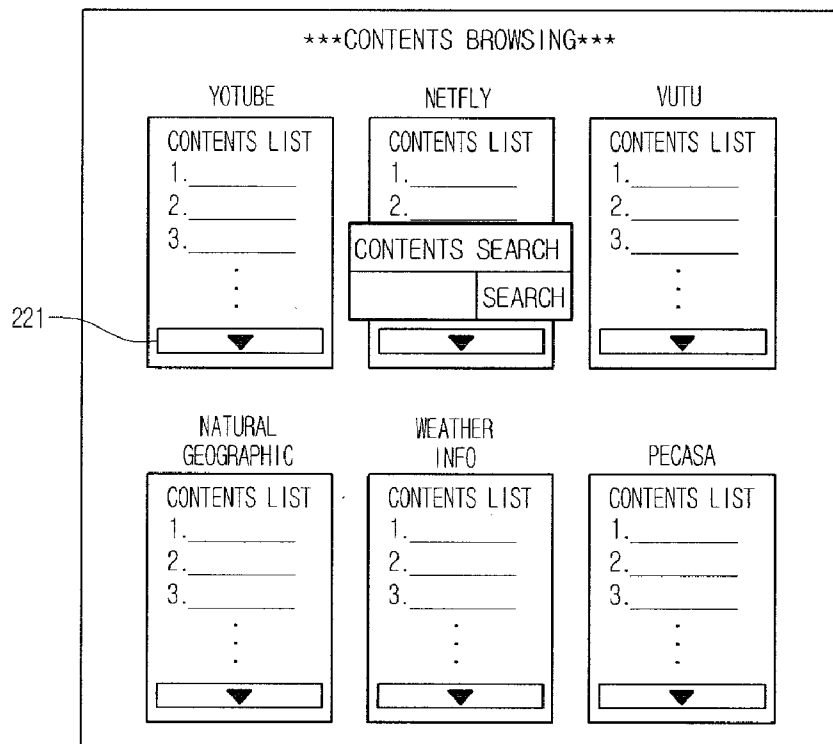 ***CONTENTS BROWSING***
YOTUBE
CONTENTS LIST
1.
2.
3.
NETFLY
CONTENTS LIST
1.
2.
CONTENTS SEARCH
SEARCH
VUTU
CONTENTS LIST
1.
2.
3.
221
NATURAL
GEOGRAPHIC
CONTENTS LIST
1.
2.
3.
WEATHER
INFO
CONTENTS LIST
1.
2.
3.
PECASA
CONTENTS LIST
1.
2.
3.